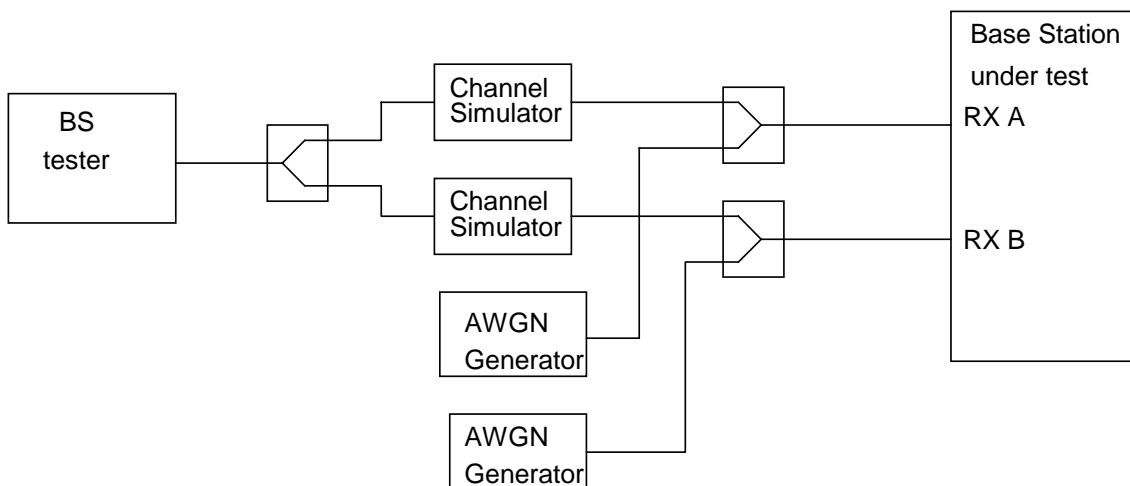 BS
tester
Channel
Simulator
Channel
Simulator
AWGN
Generator
AWGN
Generator
Base Station
under test
RX A
RX B